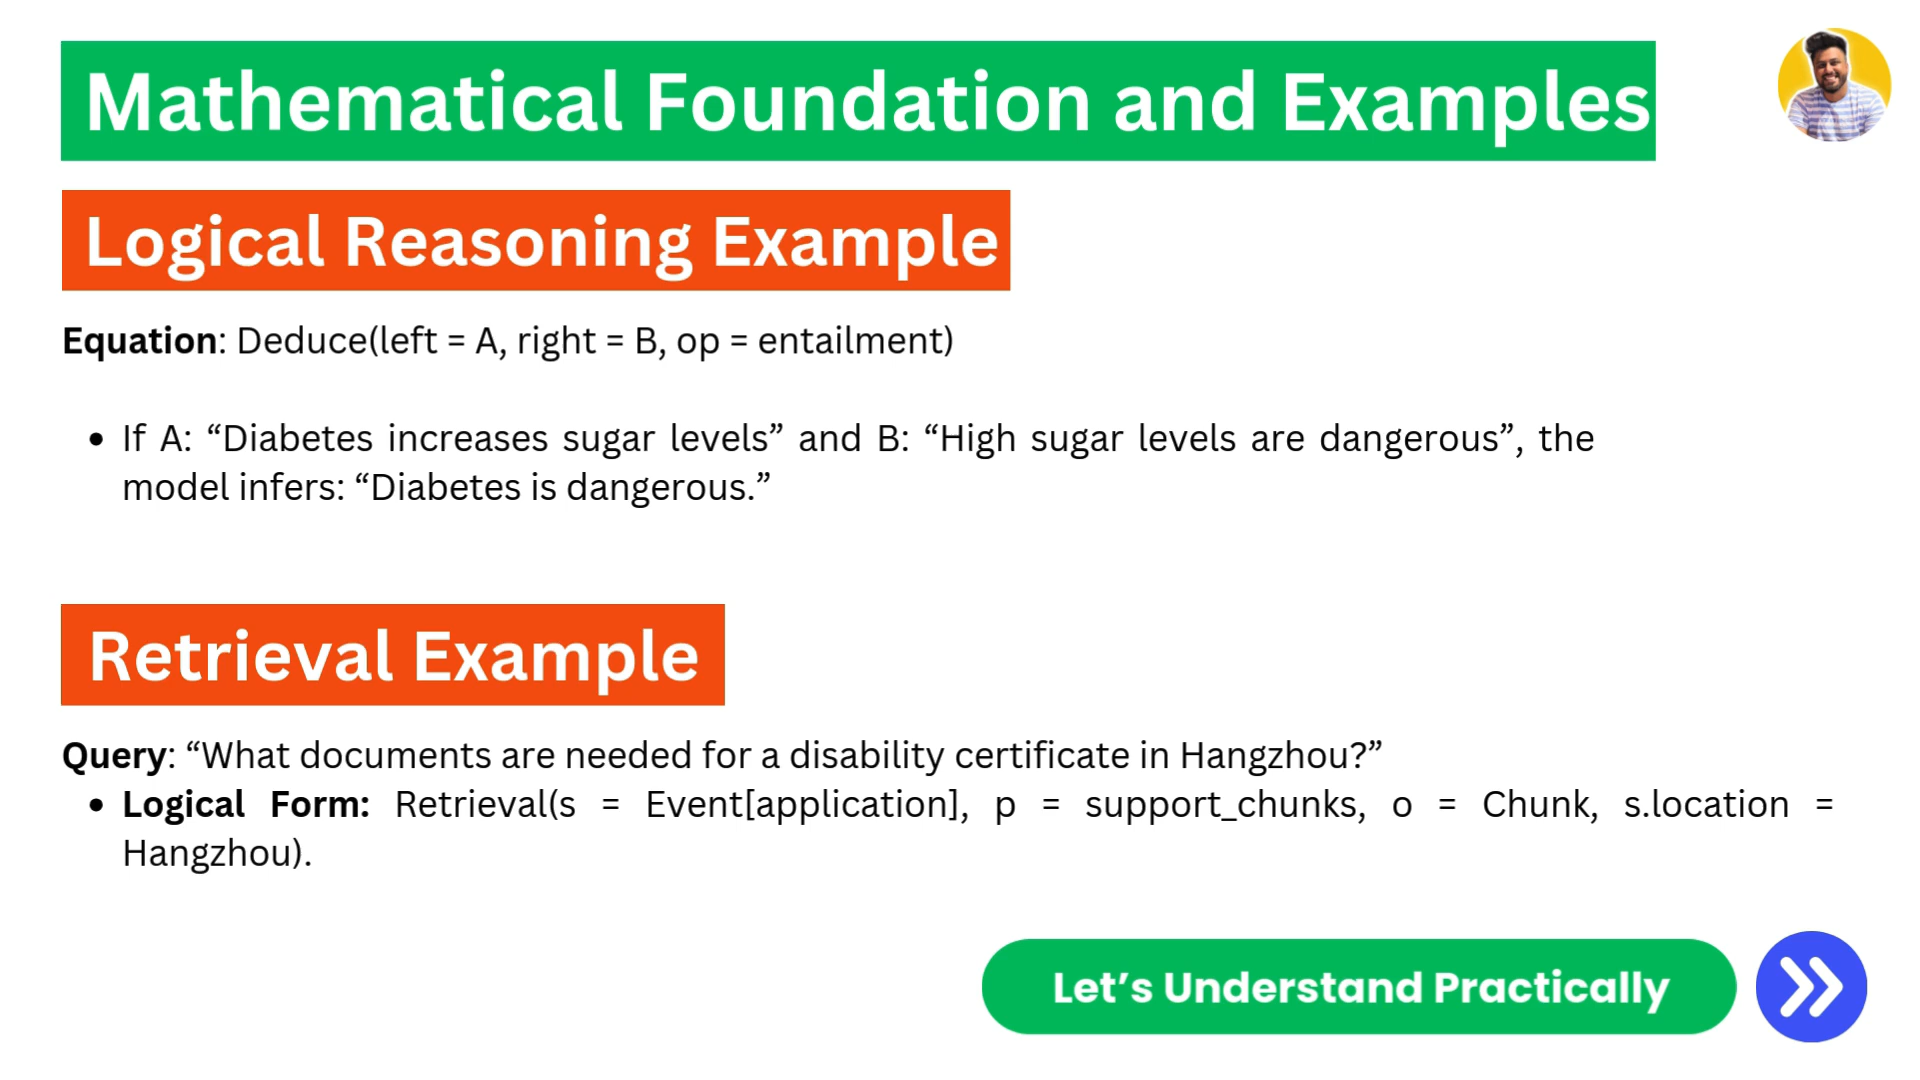 Mathematical Foundation and Examples
Logical Reasoning Example
Equation: Deduce(left = A, right = B, op = entailment)
• If A: “Diabetes increases sugar levels” and B: “High sugar levels are dangerous”, the
model infers: “Diabetes is dangerous.”
Retrieval Example
Query: “What documents are needed for a disability certificate in Hangzhou?”
• Logical Form: Retrieval(s = Event[application], p = support_chunks, o = Chunk, s.location =
Hangzhou).
Let’s Understand Practically